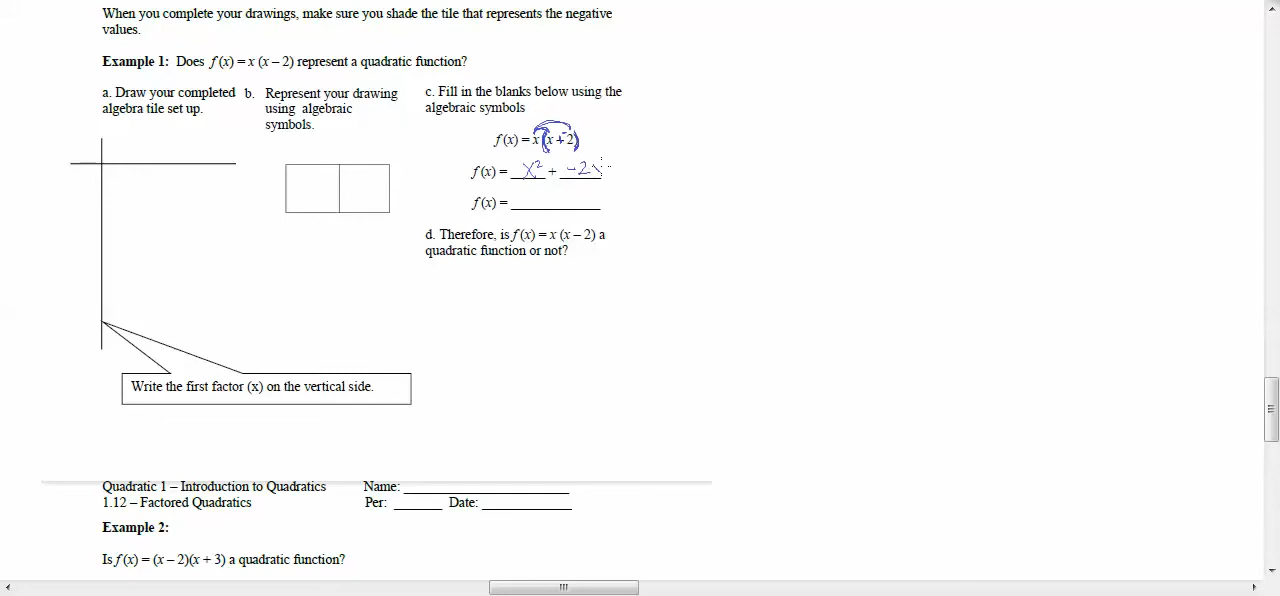 When you complete your drawings, make sure you shade the tile that represents the negative
values.
Example 1: Does f(x) = x (x – 2) represent a quadratic function?
a. Draw your completed
algebra tile set up.
b. Represent your drawing
using algebraic
symbols.
c. Fill in the blanks below using the
algebraic symbols
f(x) = x(x + -2)
f(x) = x² + -2x
f(x) = ____________
d. Therefore, is f(x) = x (x – 2) a
quadratic function or not?
Write the first factor (x) on the vertical side.
Quadratic 1 – Introduction to Quadratics Name: ____________
1.12 – Factored Quadratics Per: ______ Date: ____________
Example 2:
Is f(x) = (x – 2)(x + 3) a quadratic function?